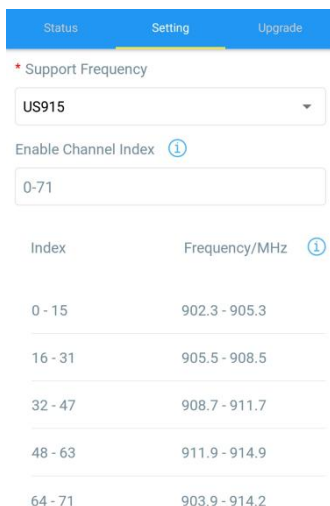 Status Setting Upgrade
* Support Frequency
US915
Enable Channel Index
0-71
Index Frequency/MHz
0 - 15 902.3 - 905.3
16 - 31 905.5 - 908.5
32 - 47 908.7 - 911.7
48 - 63 911.9 - 914.9
64 - 71 903.9 - 914.2